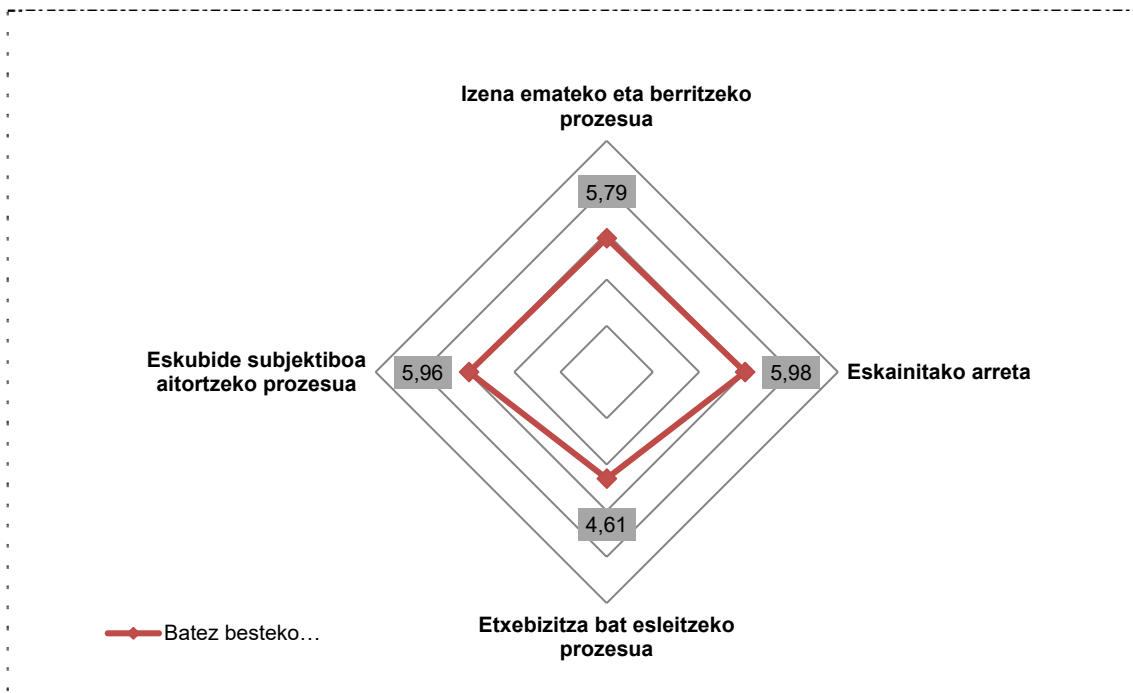 Izena emateko eta berritzeko
prozesua
5,79
Eskubide subjektiboa
aitortzeko prozesua
5,96
5,98
Eskainitako arreta
4,61
Etxebizitza bat esleitzeko
prozesua
Batez besteko…